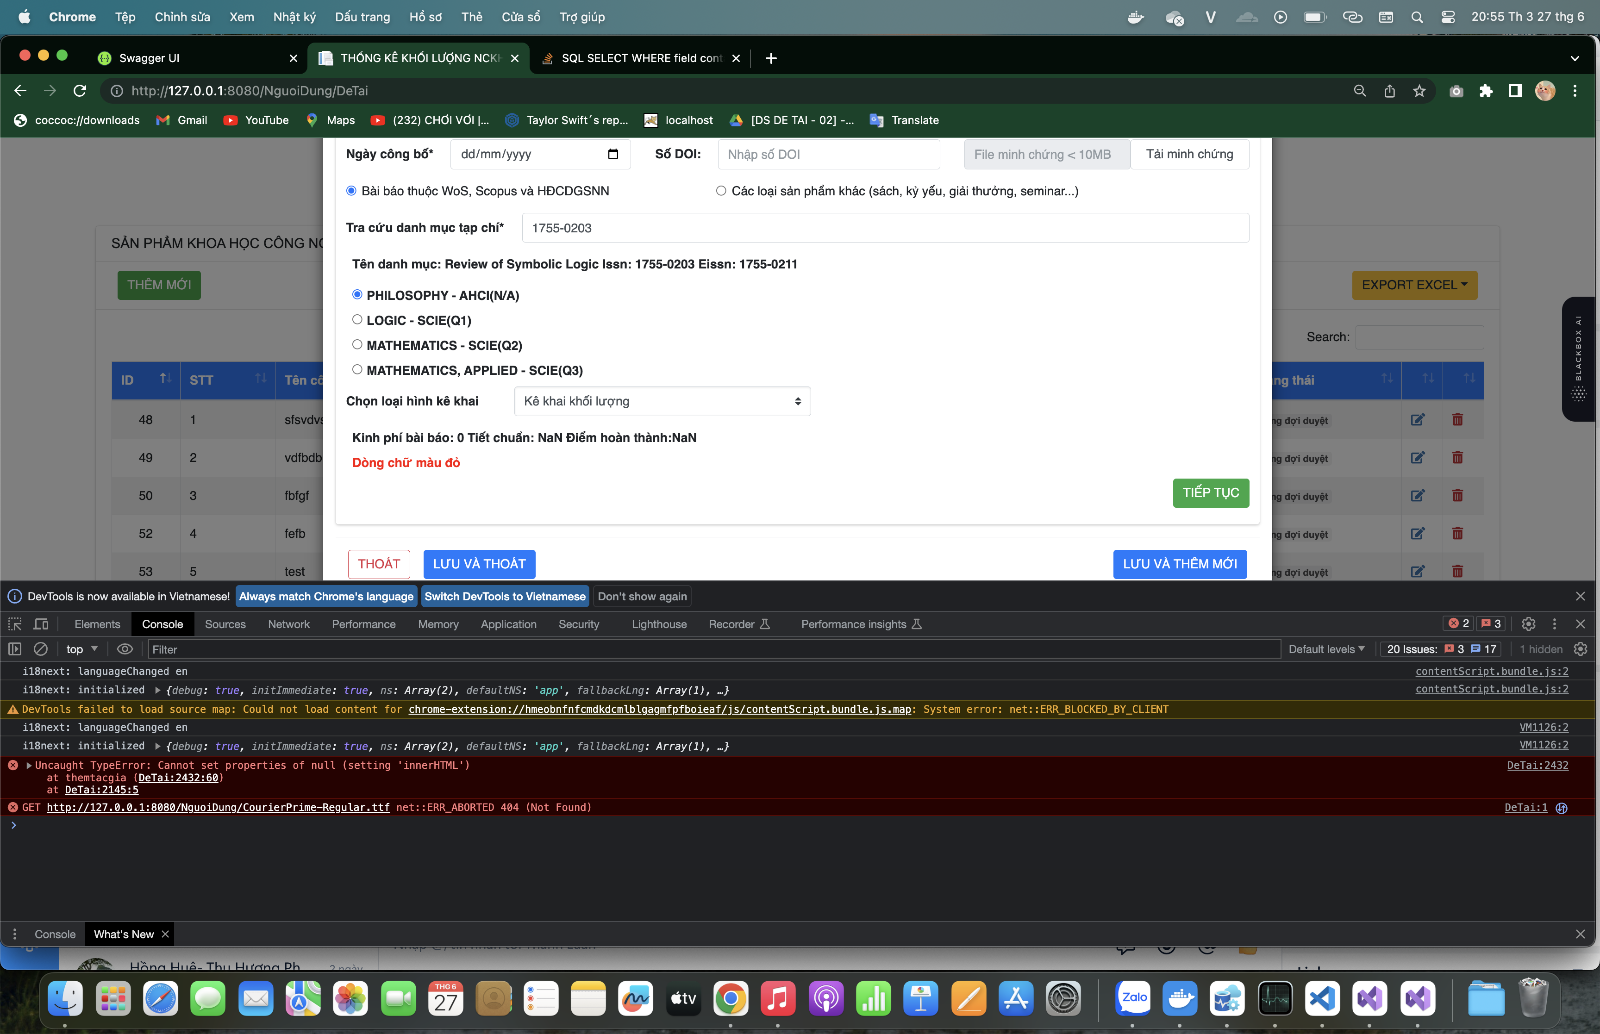 Chrome Tệp Chỉnh sửa Xem Nhật ký Dấu trang Hồ sơ Thẻ Cửa sổ Trợ giúp 20:55 Th 3 27 thg 6
Swagger UI THỐNG KÊ KHỐI LƯỢNG NCKH SQL SELECT WHERE field cont
http://127.0.0.1:8080/NguoiDung/DeTai
coccoc://downloads Gmail YouTube Maps (232) CHƠI VƠI |... Taylor Swift´s rep... localhost [DS DE TAI - 02] -... Translate
Ngày công bố* dd/mm/yyyy Số DOI: Nhập số DOI File minh chứng < 10MB Tải minh chứng
Bài báo thuộc WoS, Scopus và HĐCDGSNN Các loại sản phẩm khác (sách, kỷ yếu, giải thưởng, seminar...)
Tra cứu danh mục tạp chí* 1755-0203
SẢN PHẨM KHOA HỌC CÔNG NG
Tên danh mục: Review of Symbolic Logic Issn: 1755-0203 Eissn: 1755-0211
THÊM MỚI EXPORT EXCEL
PHILOSOPHY - AHCI(N/A)
LOGIC - SCIE(Q1)
MATHEMATICS - SCIE(Q2)
MATHEMATICS, APPLIED - SCIE(Q3)
Search:
BLACKBOX AI
ID STT Tên cô ng thái
Chọn loại hình kê khai Kê khai khối lượng
48 1 sfsvdvs ng đợi duyệt
Kinh phí bài báo: 0 Tiết chuẩn: NaN Điểm hoàn thành:NaN
49 2 vdfbdb ng đợi duyệt
Dòng chữ màu đỏ
50 3 fbfgf ng đợi duyệt
TIẾP TỤC
52 4 fefb ng đợi duyệt
53 5 test ng đợi duyệt
THOÁT LƯU VÀ THOÁT LƯU VÀ THÊM MỚI
DevTools is now available in Vietnamese! Always match Chrome's language Switch DevTools to Vietnamese Don't show again
Elements Console Sources Network Performance Memory Application Security Lighthouse Recorder Performance insights 2 3
top Filter Default levels 20 Issues: 3 17 1 hidden
i18next: languageChanged en contentScript.bundle.js:2
i18next: initialized {debug: true, initImmediate: true, ns: Array(2), defaultNS: 'app', fallbackLng: Array(1), …} contentScript.bundle.js:2
DevTools failed to load source map: Could not load content for chrome-extension://hmeobnfnfcmdkdcmlblgagmfpfboieaf/js/contentScript.bundle.js.map: System error: net::ERR_BLOCKED_BY_CLIENT
i18next: languageChanged en VM1126:2
i18next: initialized {debug: true, initImmediate: true, ns: Array(2), defaultNS: 'app', fallbackLng: Array(1), …} VM1126:2
Uncaught TypeError: Cannot set properties of null (setting 'innerHTML') DeTai:2432
at themtacgia (DeTai:2432:60)
at DeTai:2145:5
GET http://127.0.0.1:8080/NguoiDung/CourierPrime-Regular.ttf net::ERR_ABORTED 404 (Not Found) DeTai:1
Console What's New
Hồng Huê- Thu Hương Ph 2 ngày
THG 6
27
tv
Zalo